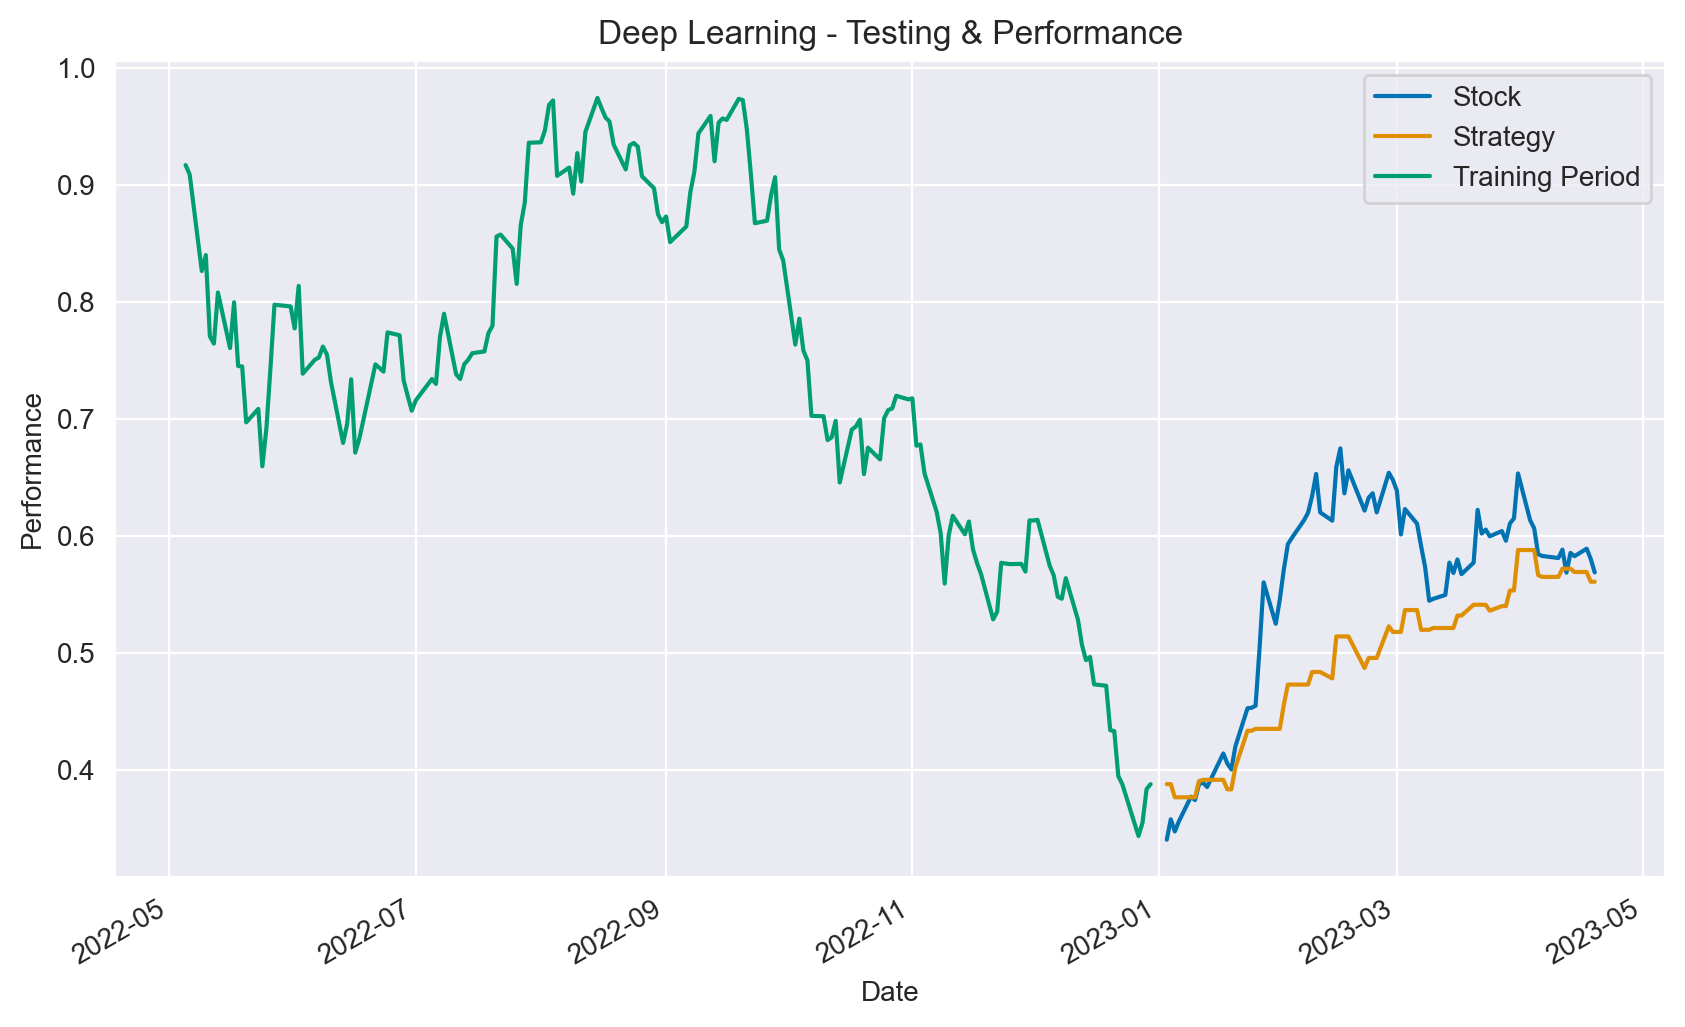 Deep Learning - Testing & Performance
Stock
Strategy
Training Period
Performance
1.0
0.9
0.8
0.7
0.6
0.5
0.4
2022-05
2022-07
2022-09
2022-11
2023-01
2023-03
2023-05
Date